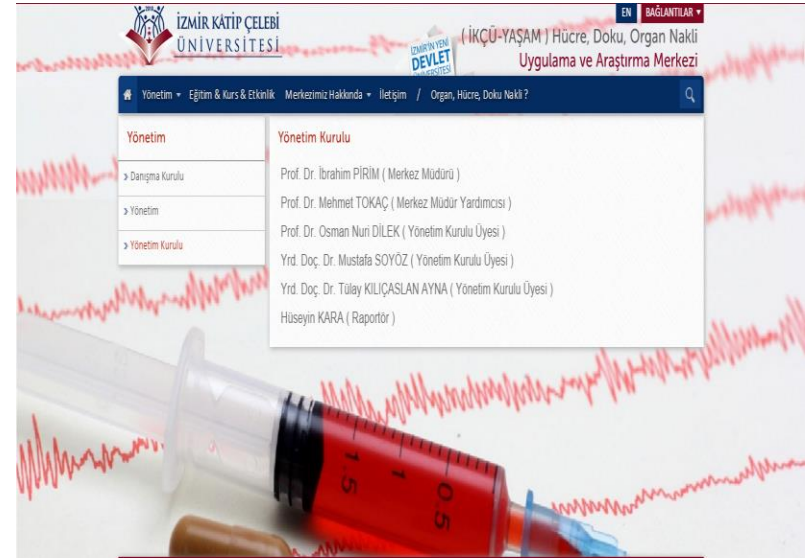 İZMİR KÂTİP ÇELEBİ
ÜNİVERSİTESİ
İZMİR'İN YENİ
DEVLET
ÜNİVERSİTESİ
EN BAĞLANTILAR
( İKÇÜ-YAŞAM ) Hücre, Doku, Organ Nakli
Uygulama ve Araştırma Merkezi
Yönetim Eğitim & Kurs & Etkinlik Merkezimiz Hakkında İletişim / Organ, Hücre, Doku Nakli ?
Yönetim
› Danışma Kurulu
› Yönetim
› Yönetim Kurulu
Yönetim Kurulu
Prof. Dr. İbrahim PİRİM ( Merkez Müdürü )
Prof. Dr. Mehmet TOKAÇ ( Merkez Müdür Yardımcısı )
Prof. Dr. Osman Nuri DİLEK ( Yönetim Kurulu Üyesi )
Yrd. Doç. Dr. Mustafa SOYÖZ ( Yönetim Kurulu Üyesi )
Yrd. Doç. Dr. Tülay KILIÇASLAN AYNA ( Yönetim Kurulu Üyesi )
Hüseyin KARA ( Raportör )
1.5
1
0.5